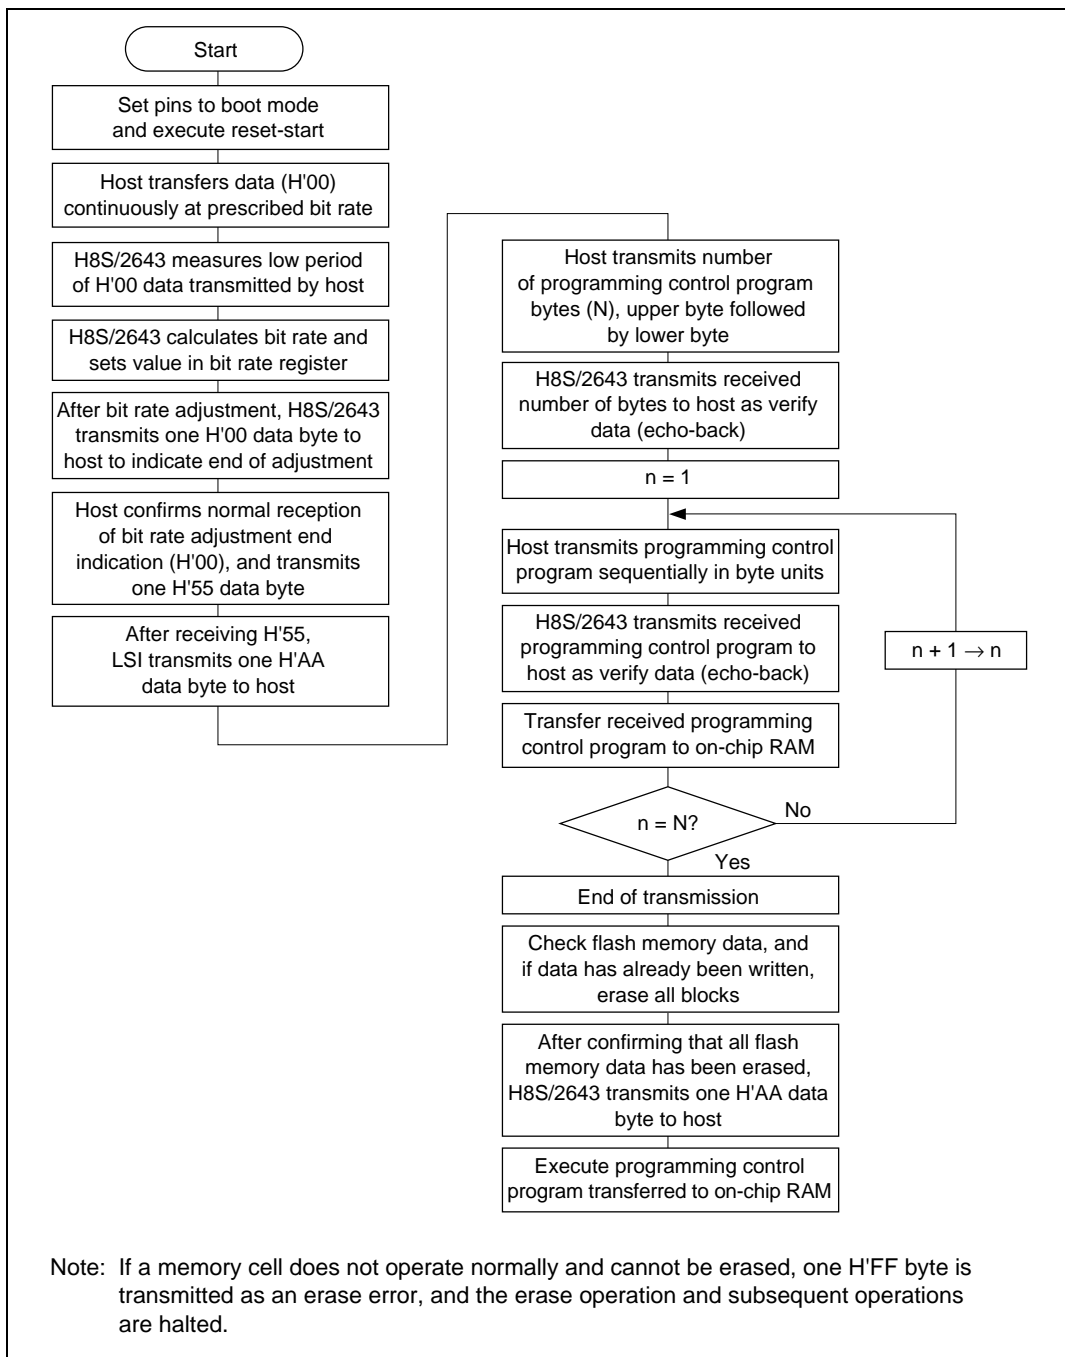 Start
Set pins to boot mode
and execute reset-start
Host transfers data (H'00)
continuously at prescribed bit rate
H8S/2643 measures low period
of H'00 data transmitted by host
H8S/2643 calculates bit rate and
sets value in bit rate register
After bit rate adjustment, H8S/2643
transmits one H'00 data byte to
host to indicate end of adjustment
Host confirms normal reception
of bit rate adjustment end
indication (H'00), and transmits
one H'55 data byte
After receiving H'55,
LSI transmits one H'AA
data byte to host
Host transmits number
of programming control program
bytes (N), upper byte followed
by lower byte
H8S/2643 transmits received
number of bytes to host as verify
data (echo-back)
n = 1
Host transmits programming control
program sequentially in byte units
H8S/2643 transmits received
programming control program to
host as verify data (echo-back)
n + 1 → n
Transfer received programming
control program to on-chip RAM
n = N?
No
Yes
End of transmission
Check flash memory data, and
if data has already been written,
erase all blocks
After confirming that all flash
memory data has been erased,
H8S/2643 transmits one H'AA data
byte to host
Execute programming control
program transferred to on-chip RAM
Note: If a memory cell does not operate normally and cannot be erased, one H'FF byte is
transmitted as an erase error, and the erase operation and subsequent operations
are halted.